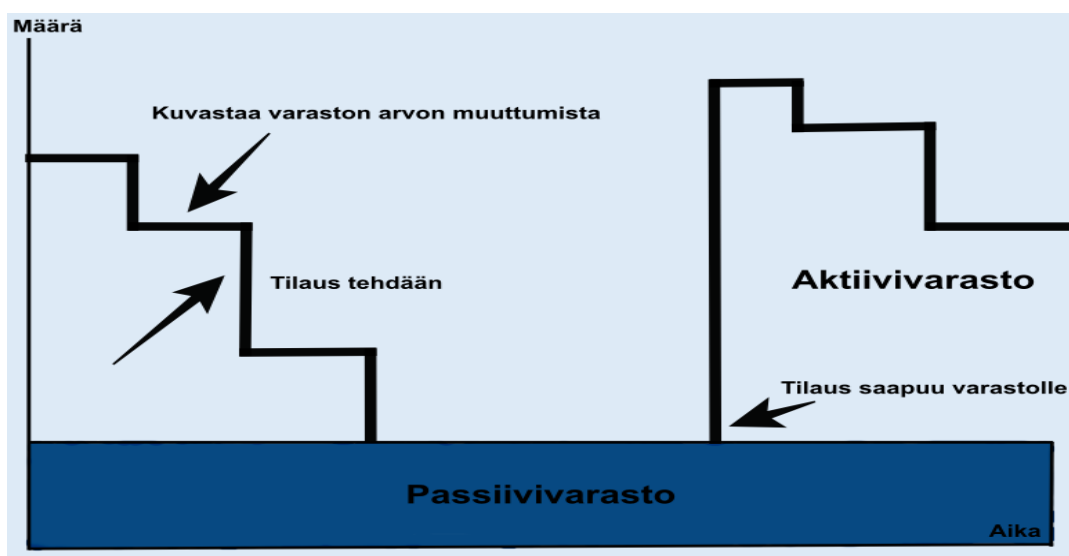 Määrä
Kuvastaa varaston arvon muuttumista
Tilaus tehdään
Aktiivivarasto
Tilaus saapuu varastolle
Passiivivarasto
Aika